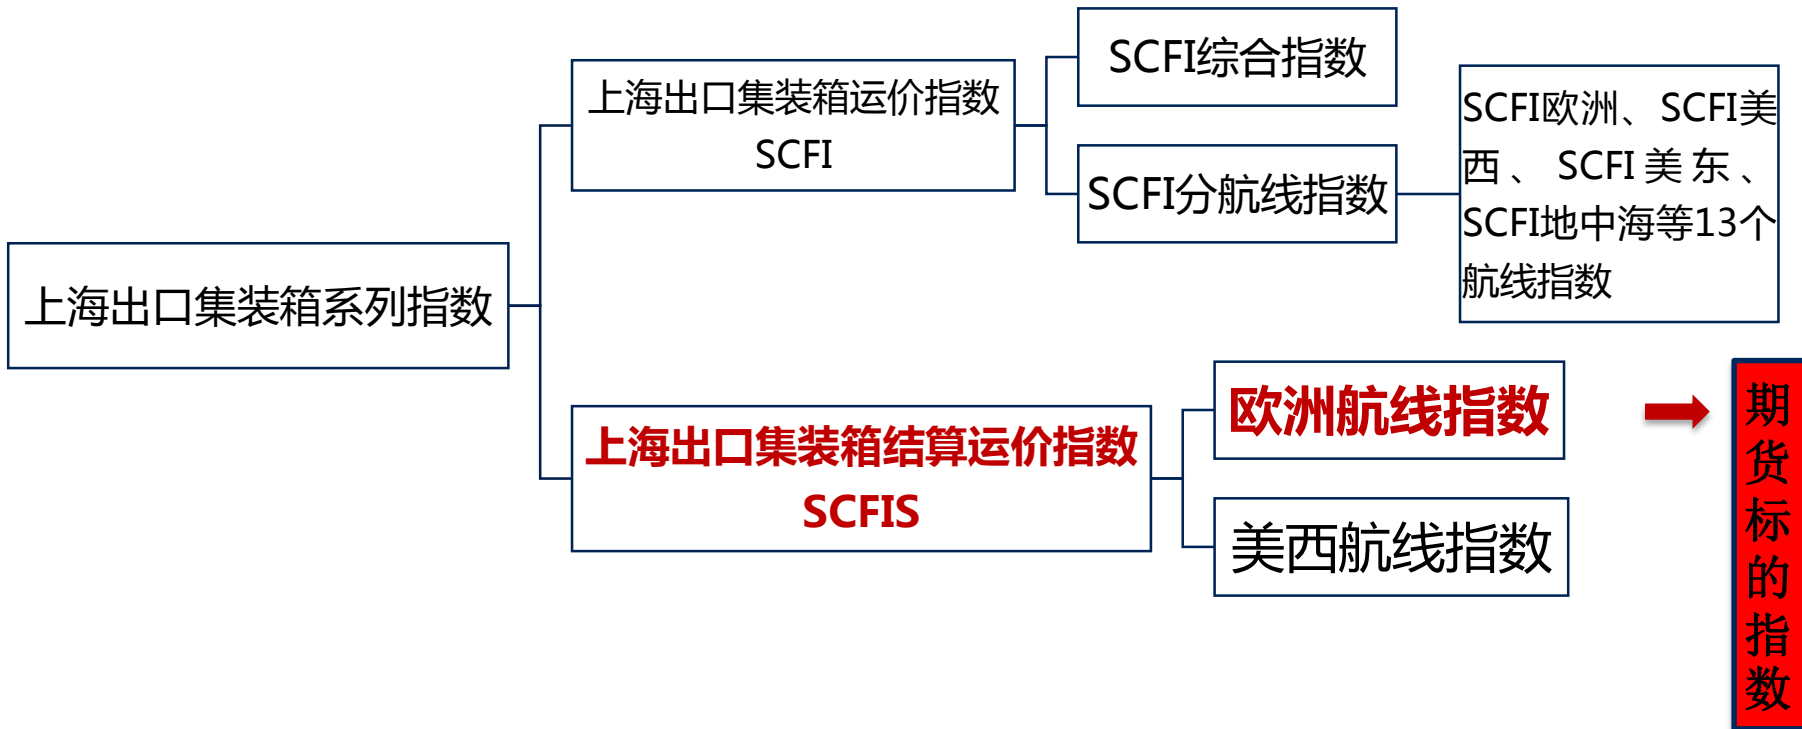 上海出口集装箱系列指数
上海出口集装箱运价指数
SCFI
SCFI综合指数
SCFI分航线指数
SCFI欧洲、SCFI美
西、SCFI美东、
SCFI地中海等13个
航线指数
上海出口集装箱结算运价指数
SCFIS
欧洲航线指数
美西航线指数
期货标的指数